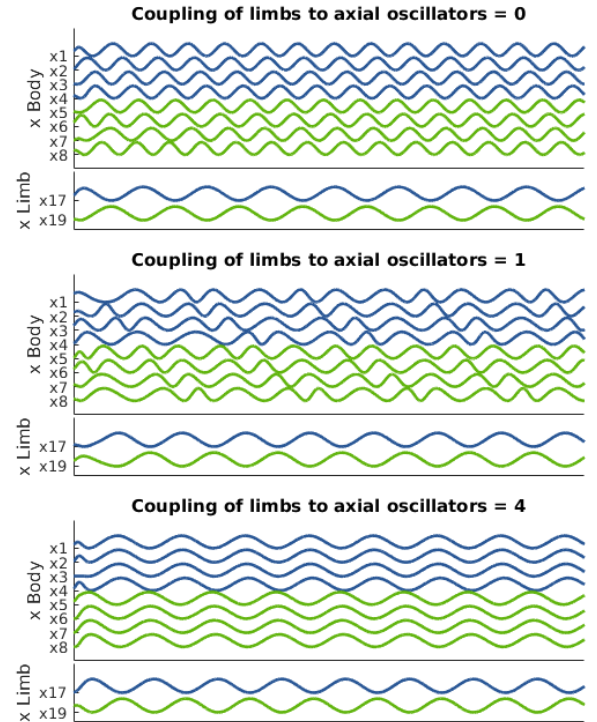 Coupling of limbs to axial oscillators = 0
x Body
x1
x2
x3
x4
x5
x6
x7
x8
x Limb
x17
x19
Coupling of limbs to axial oscillators = 1
x Body
x1
x2
x3
x4
x5
x6
x7
x8
x Limb
x17
x19
Coupling of limbs to axial oscillators = 4
x Body
x1
x2
x3
x4
x5
x6
x7
x8
x Limb
x17
x19